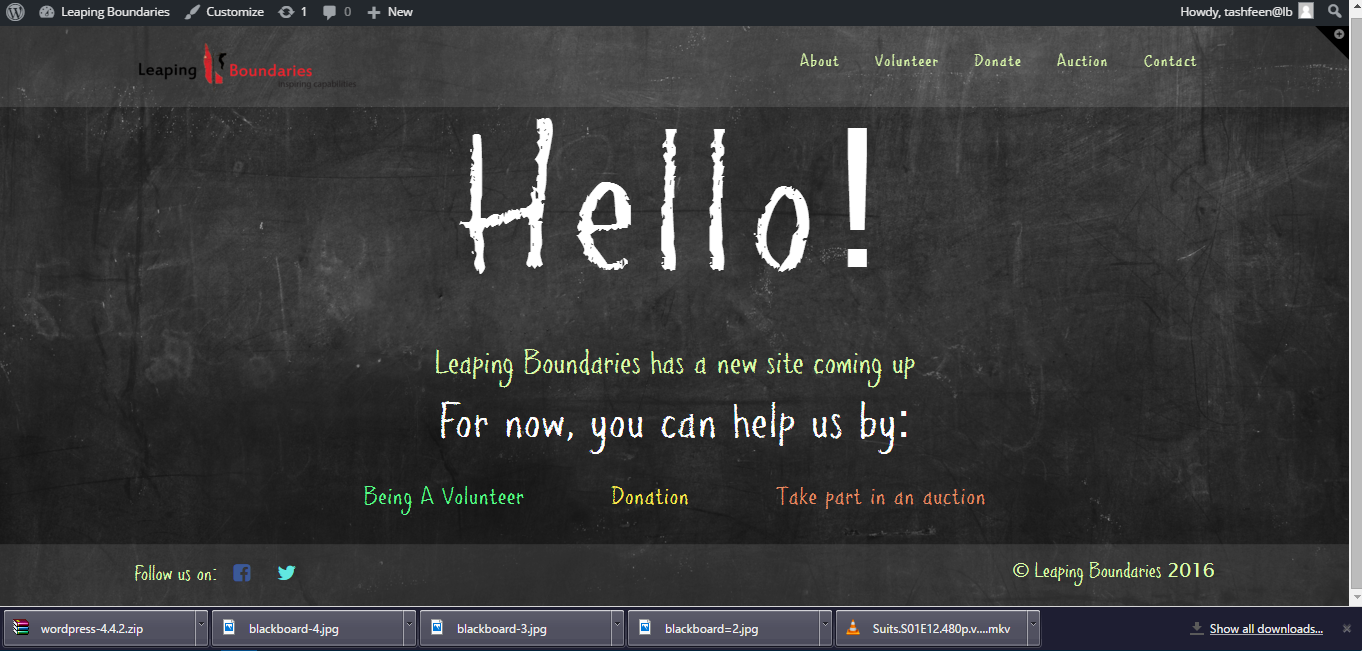 Leaping Boundaries Customize 1 0 New Howdy, tashfeen@lb
Leaping Boundaries
Inspiring capabilities
About Volunteer Donate Auction Contact
Hello!
Leaping Boundaries has a new site coming up
For now, you can help us by:
Being A Volunteer Donation Take part in an auction
Follow us on: © Leaping Boundaries 2016
wordpress-4.4.2.zip blackboard-4.jpg blackboard-3.jpg blackboard=2.jpg Suits.S01E12.480p.v....mkv Show all downloads...